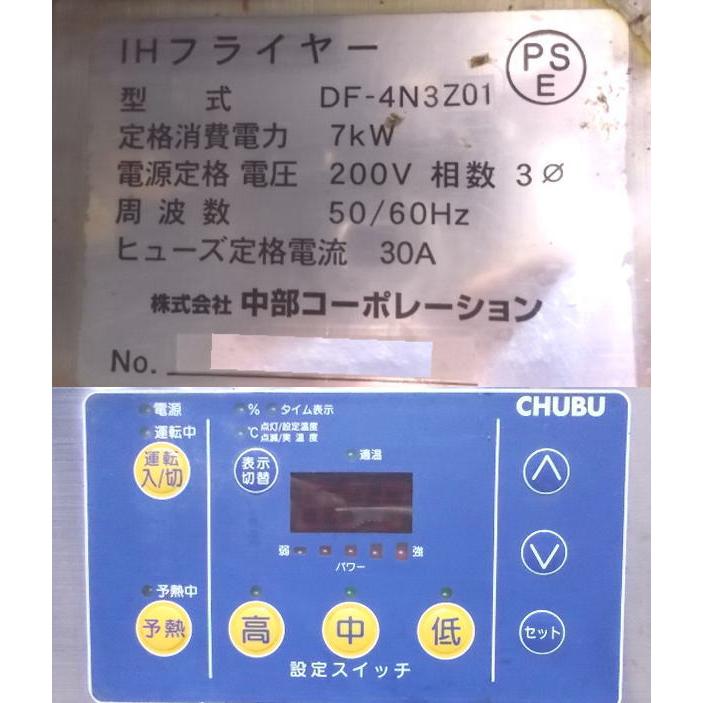 IHフライヤー
PS
E
型 式 DF-4N3Z01
定格消費電力 7kW
電源定格 電圧 200V 相数 3Ø
周波数 50/60Hz
ヒューズ定格電流 30A
株式会社 中部コーポレーション
No.
電源
運転中
運転
入/切
% タイム表示
℃ 点灯/設定温度
点滅/実温度
表示
切替
適温
CHUBU
弱 強
パワー
予熱中
予熱
高 中 低
セット
設定スイッチ